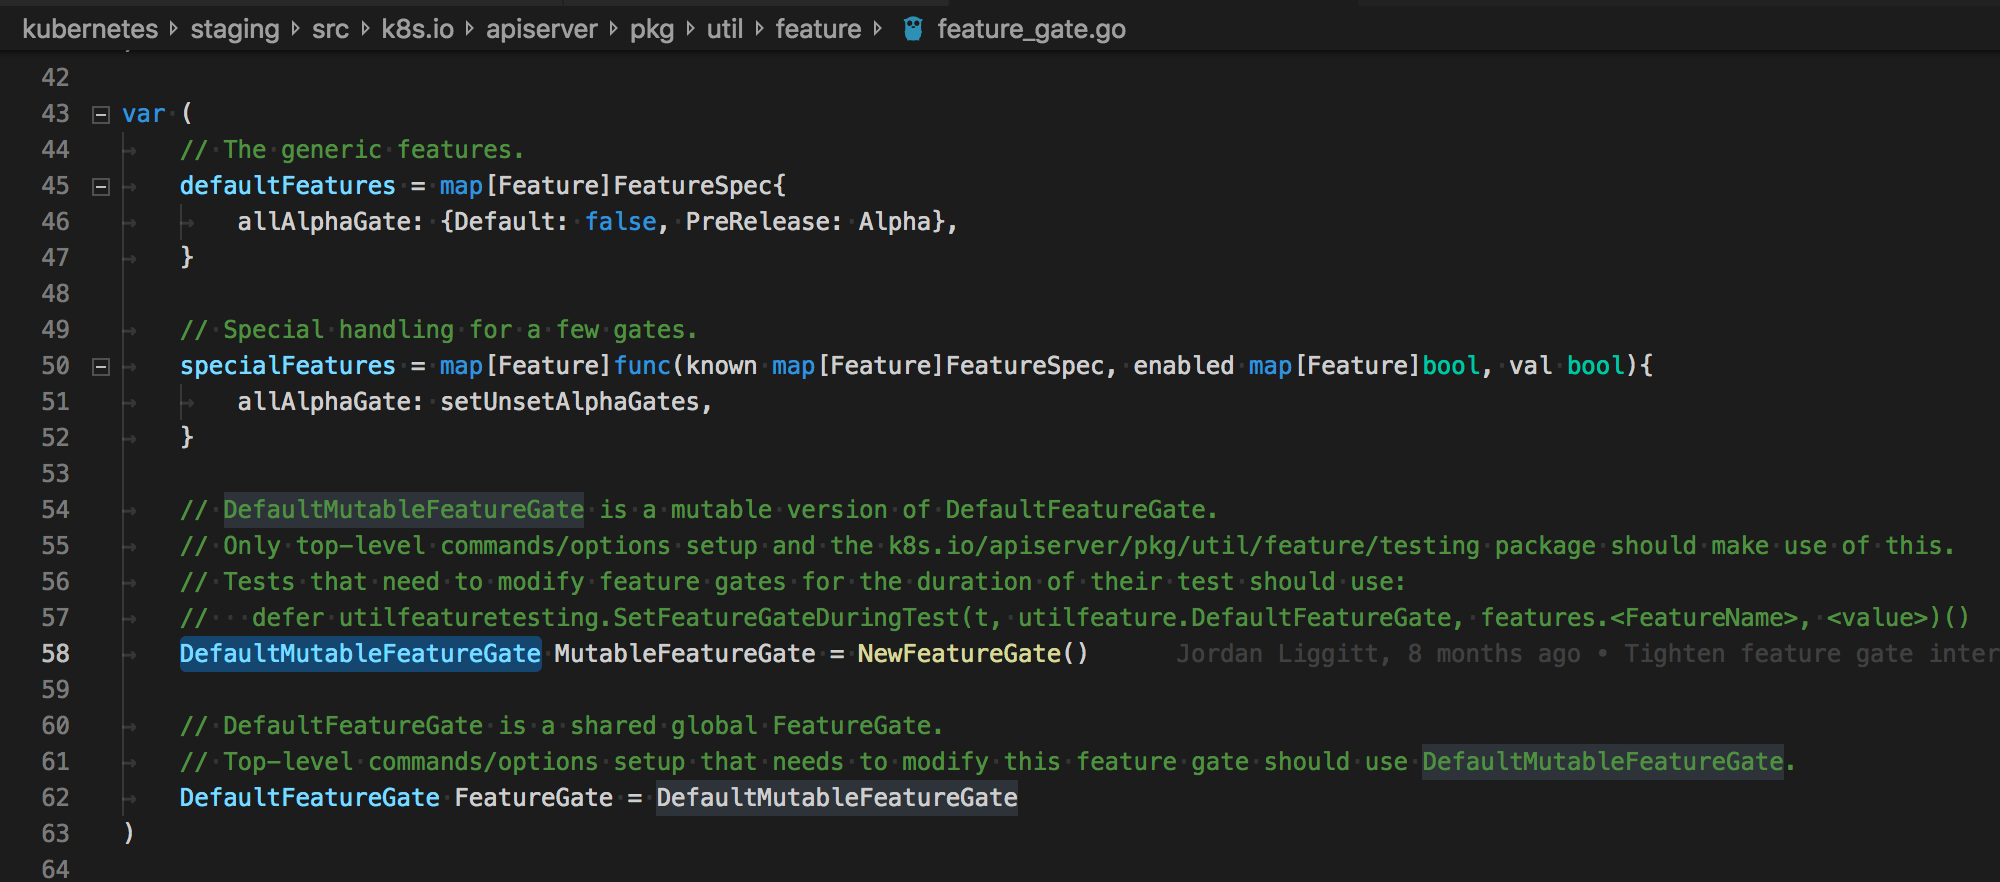 kubernetes staging src k8s.io apiserver pkg util feature feature_gate.go
42
43 var (
44 // The generic features.
45 defaultFeatures = map[Feature]FeatureSpec{
46 allAlphaGate: {Default: false, PreRelease: Alpha},
47 }
48
49 // Special handling for a few gates.
50 specialFeatures = map[Feature]func(known map[Feature]FeatureSpec, enabled map[Feature]bool, val bool){
51 allAlphaGate: setUnsetAlphaGates,
52 }
53
54 // DefaultMutableFeatureGate is a mutable version of DefaultFeatureGate.
55 // Only top-level commands/options setup and the k8s.io/apiserver/pkg/util/feature/testing package should make use of this.
56 // Tests that need to modify feature gates for the duration of their test should use:
57 //   defer utilfeaturetesting.SetFeatureGateDuringTest(t, utilfeature.DefaultFeatureGate, features.<FeatureName>, <value>)()
58 DefaultMutableFeatureGate MutableFeatureGate = NewFeatureGate() Jordan Liggitt, 8 months ago • Tighten feature gate inter
59
60 // DefaultFeatureGate is a shared global FeatureGate.
61 // Top-level commands/options setup that needs to modify this feature gate should use DefaultMutableFeatureGate.
62 DefaultFeatureGate FeatureGate = DefaultMutableFeatureGate
63 )
64